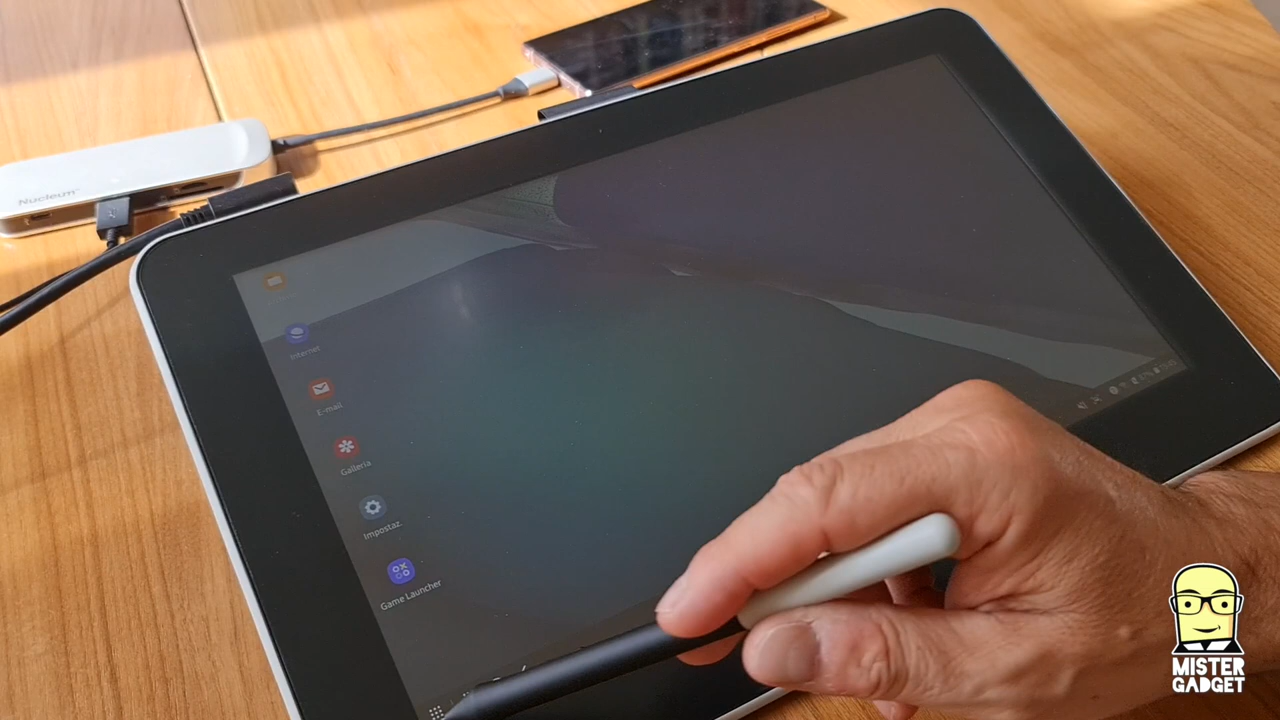 Nucleum
Internet
E-mail
Galleria
Impostaz.
Game Launcher
MISTER
GADGET